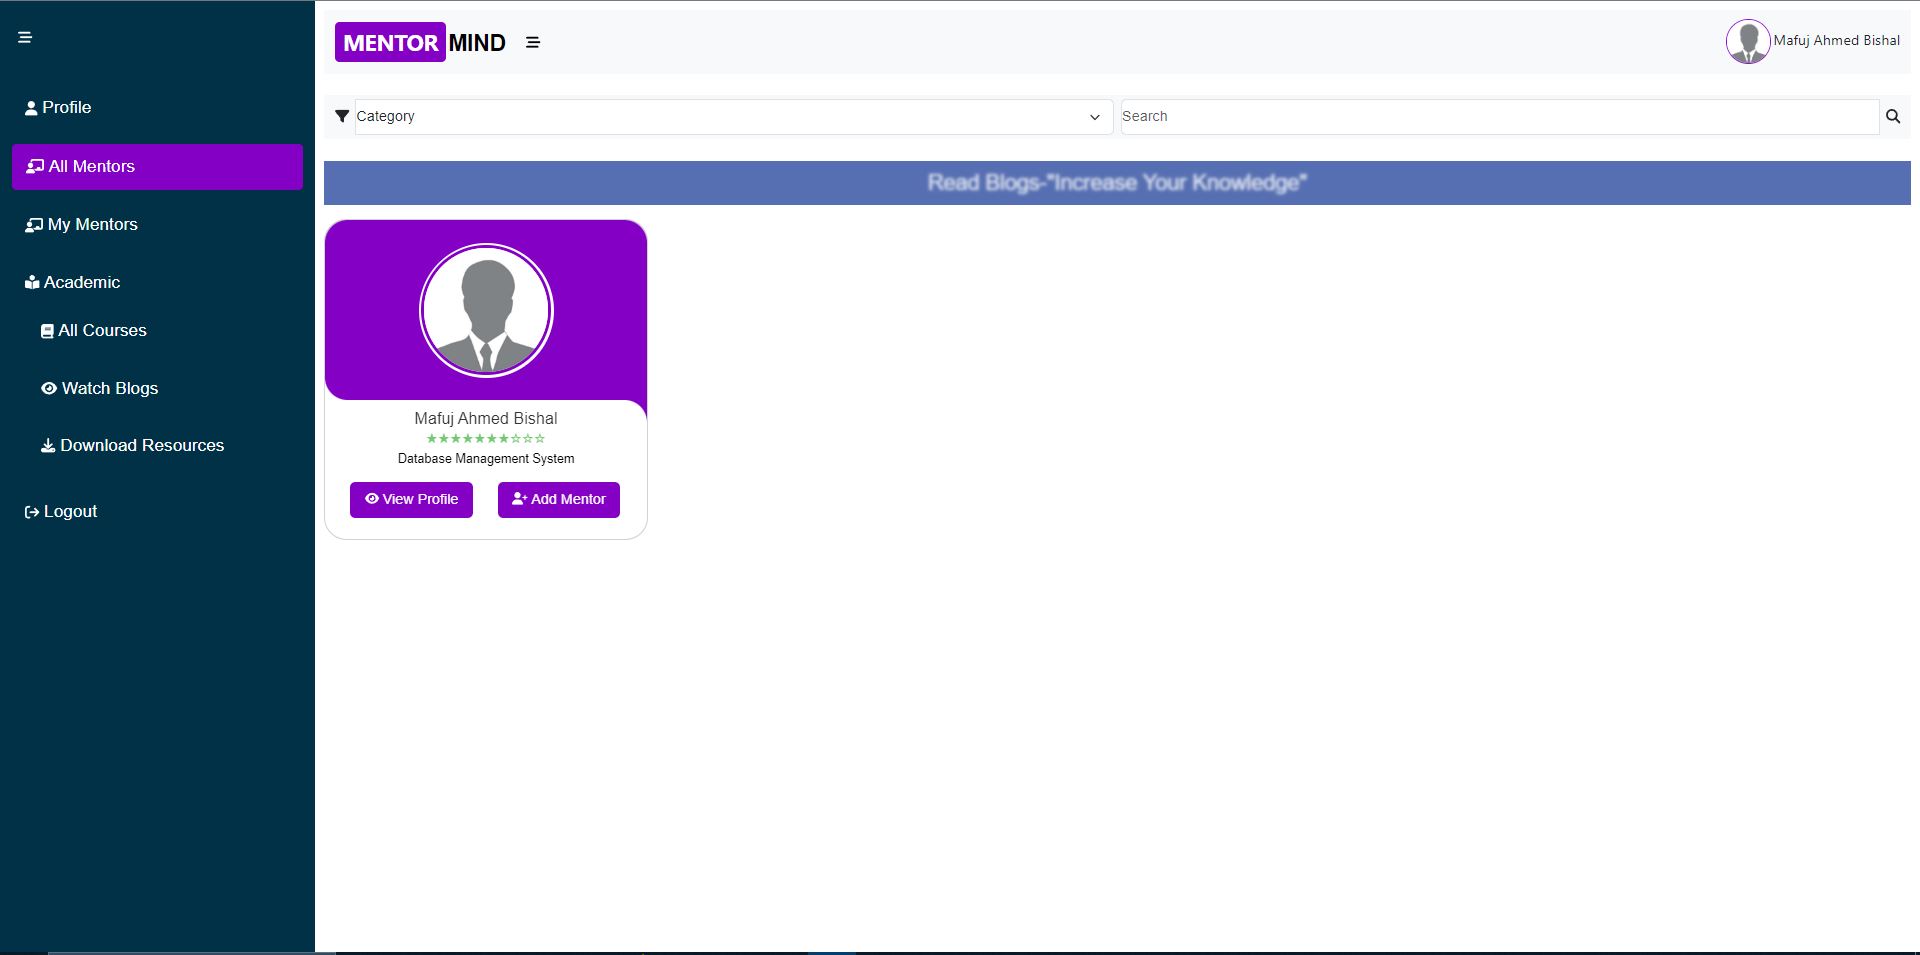 Profile
All Mentors
My Mentors
Academic
All Courses
Watch Blogs
Download Resources
Logout
MENTOR MIND
Mafuj Ahmed Bishal
Category
Search
Read Blogs-"Increase Your Knowledge"
Mafuj Ahmed Bishal
Database Management System
View Profile
Add Mentor